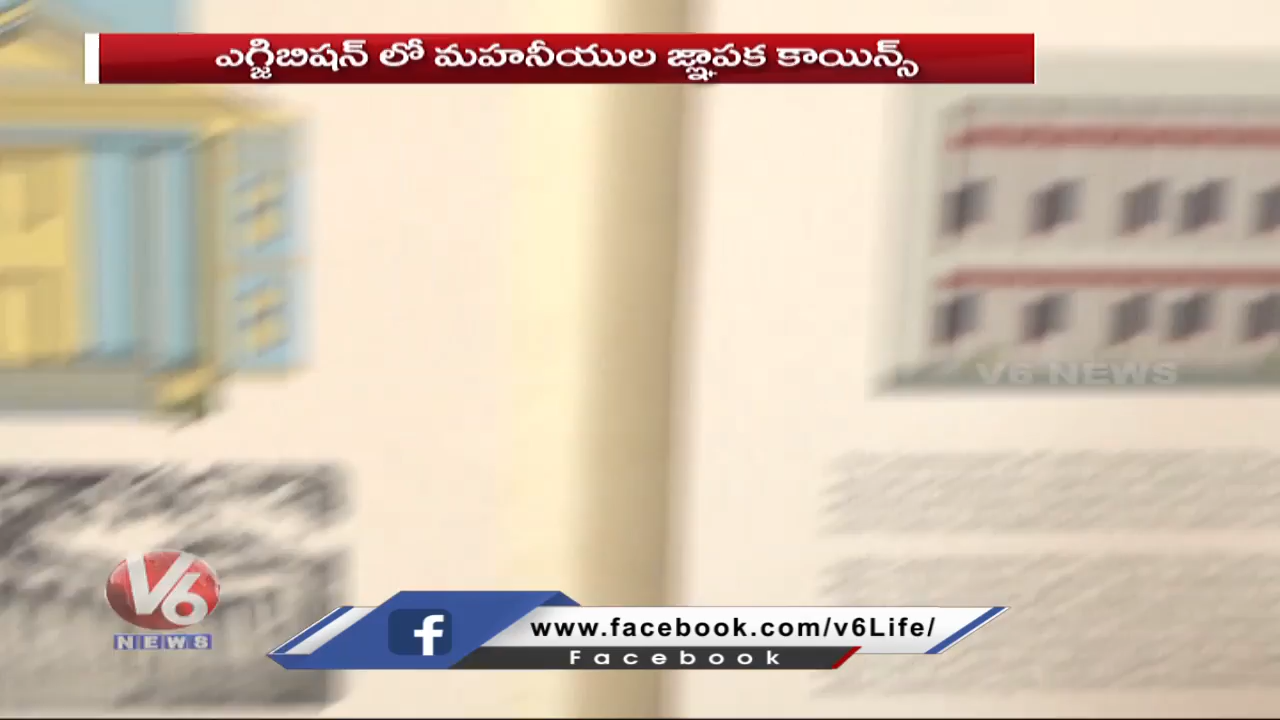 ఎగ్జిబిషన్ లో మహనీయుల జ్ఞాపక కాయిన్స్
V6 NEWS
V6
NEWS
www.facebook.com/v6Life/
Facebook